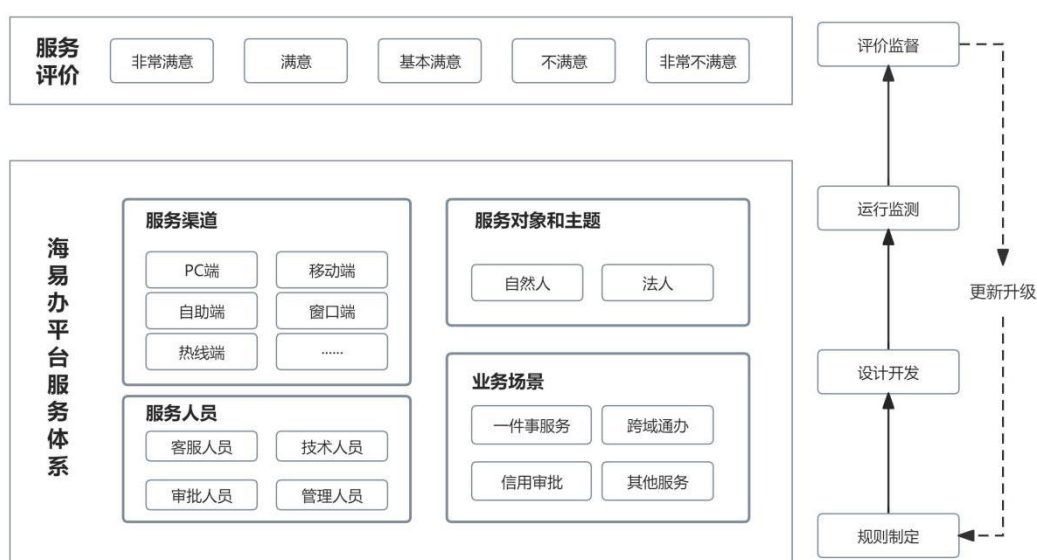 服务
评价
非常满意
满意
基本满意
不满意
非常不满意
海易办平台服务体系
服务渠道
PC端
移动端
自助端
窗口端
热线端
......
服务人员
客服人员
技术人员
审批人员
管理人员
服务对象和主题
自然人
法人
业务场景
一件事服务
跨域通办
信用审批
其他服务
评价监督
运行监测
更新升级
设计开发
规则制定